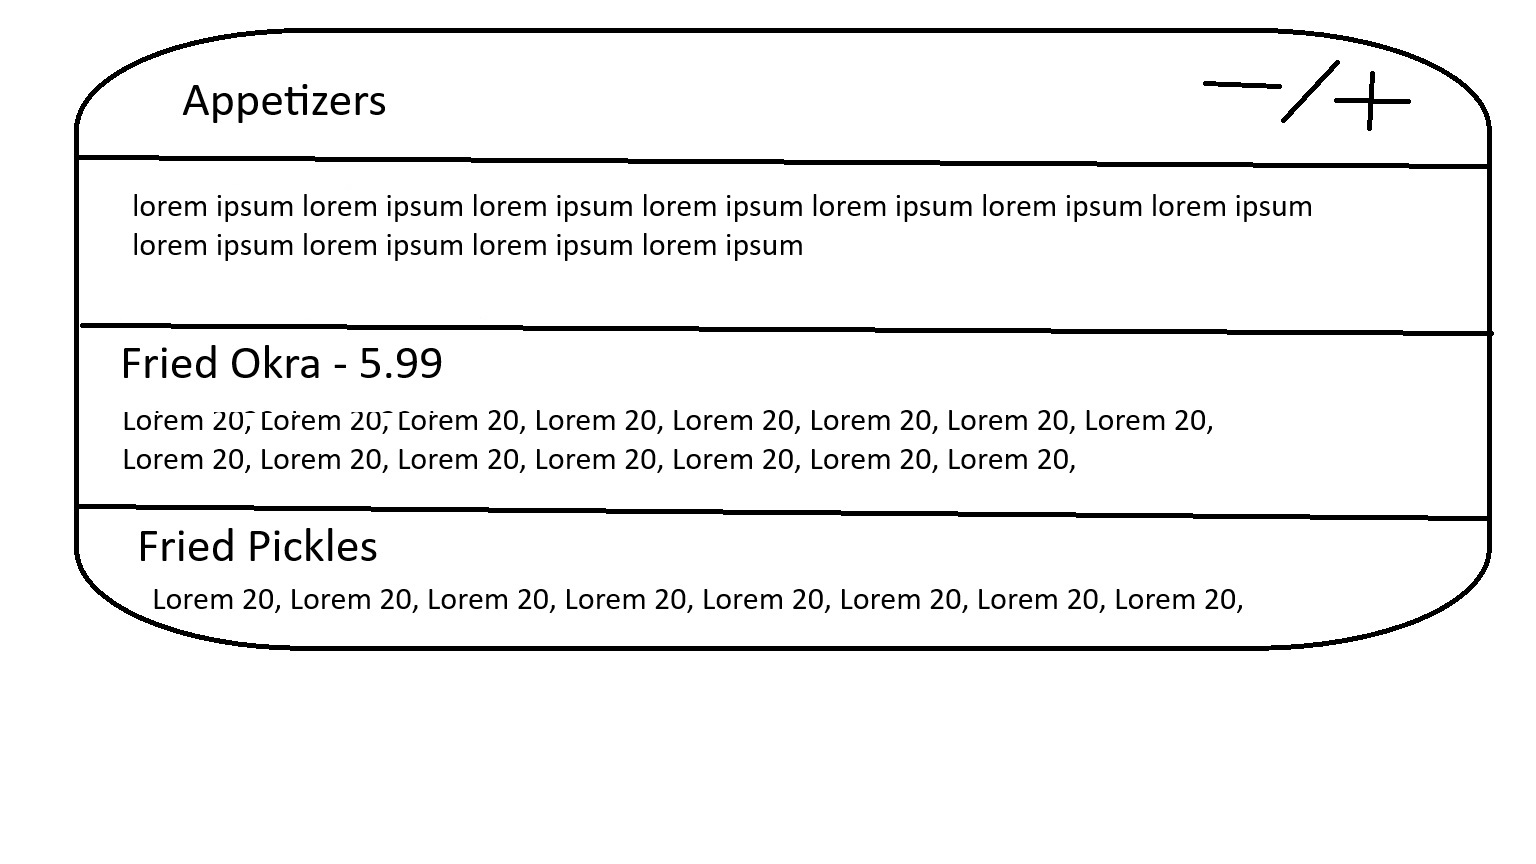 Appetizers
-/+
lorem ipsum lorem ipsum lorem ipsum lorem ipsum lorem ipsum lorem ipsum lorem ipsum
lorem ipsum lorem ipsum lorem ipsum lorem ipsum
Fried Okra - 5.99
Lorem 20, Lorem 20, Lorem 20, Lorem 20, Lorem 20, Lorem 20, Lorem 20, Lorem 20,
Lorem 20, Lorem 20, Lorem 20, Lorem 20, Lorem 20, Lorem 20, Lorem 20,
Fried Pickles
Lorem 20, Lorem 20, Lorem 20, Lorem 20, Lorem 20, Lorem 20, Lorem 20, Lorem 20,